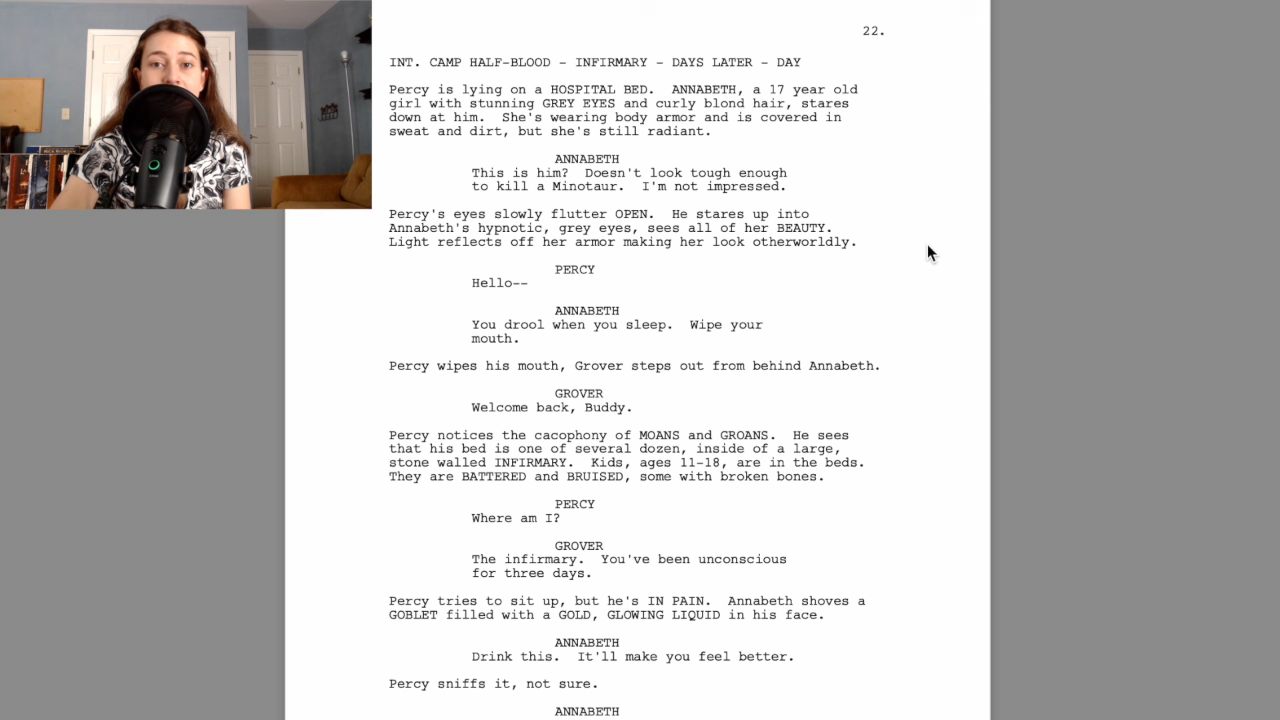 22.
INT. CAMP HALF-BLOOD - INFIRMARY - DAYS LATER - DAY
Percy is lying on a HOSPITAL BED. ANNABETH, a 17 year old
girl with stunning GREY EYES and curly blond hair, stares
down at him. She's wearing body armor and is covered in
sweat and dirt, but she's still radiant.
ANNABETH
This is him? Doesn't look tough enough
to kill a Minotaur. I'm not impressed.
Percy's eyes slowly flutter OPEN. He stares up into
Annabeth's hypnotic, grey eyes, sees all of her BEAUTY.
Light reflects off her armor making her look otherworldly.
PERCY
Hello--
ANNABETH
You drool when you sleep. Wipe your
mouth.
Percy wipes his mouth, Grover steps out from behind Annabeth.
GROVER
Welcome back, Buddy.
Percy notices the cacophony of MOANS and GROANS. He sees
that his bed is one of several dozen, inside of a large,
stone walled INFIRMARY. Kids, ages 11-18, are in the beds.
They are BATTERED and BRUISED, some with broken bones.
PERCY
Where am I?
GROVER
The infirmary. You've been unconscious
for three days.
Percy tries to sit up, but he's IN PAIN. Annabeth shoves a
GOBLET filled with a GOLD, GLOWING LIQUID in his face.
ANNABETH
Drink this. It'll make you feel better.
Percy sniffs it, not sure.
ANNABETH